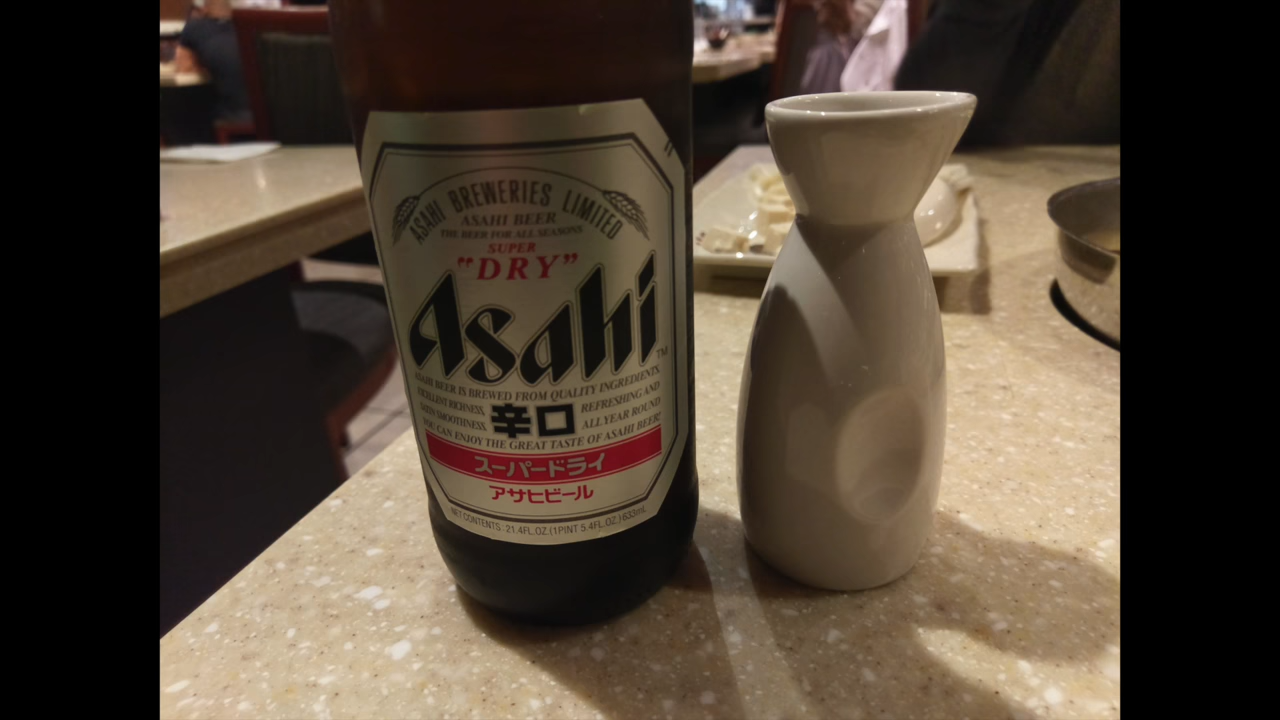 ASAHI BREWERIES LIMITED
ASAHI BEER
THE BEER FOR ALL SEASONS
SUPER
"DRY"
Asahi TM
ASAHI BEER IS BREWED FROM QUALITY INGREDIENTS.
EXCELLENT RICHNESS, REFRESHING AND
SATIN SMOOTHNESS. ALL YEAR ROUND
辛口
YOU CAN ENJOY THE GREAT TASTE OF ASAHI BEER.
スーパードライ
アサヒビール
NET CONTENTS : 21.4FL.OZ.(1PINT 5.4FL.OZ.) 633mL